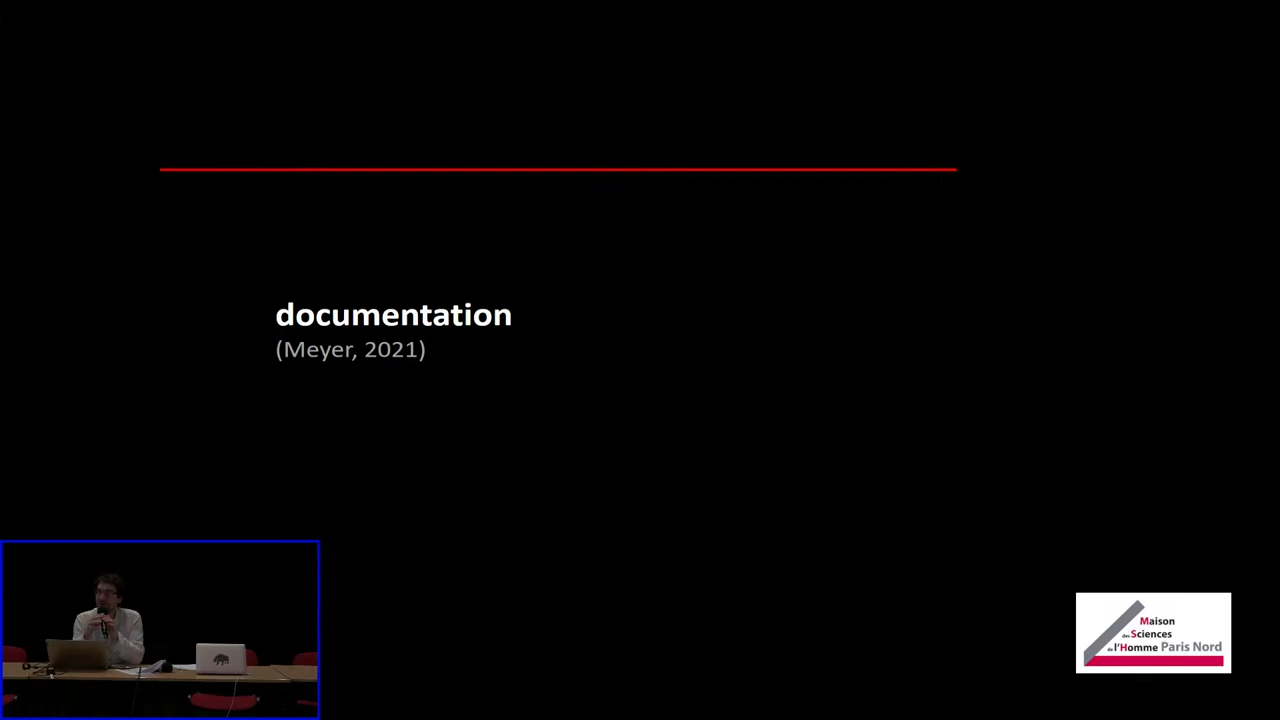 documentation
(Meyer, 2021)
Maison
des Sciences
de l'Homme Paris Nord